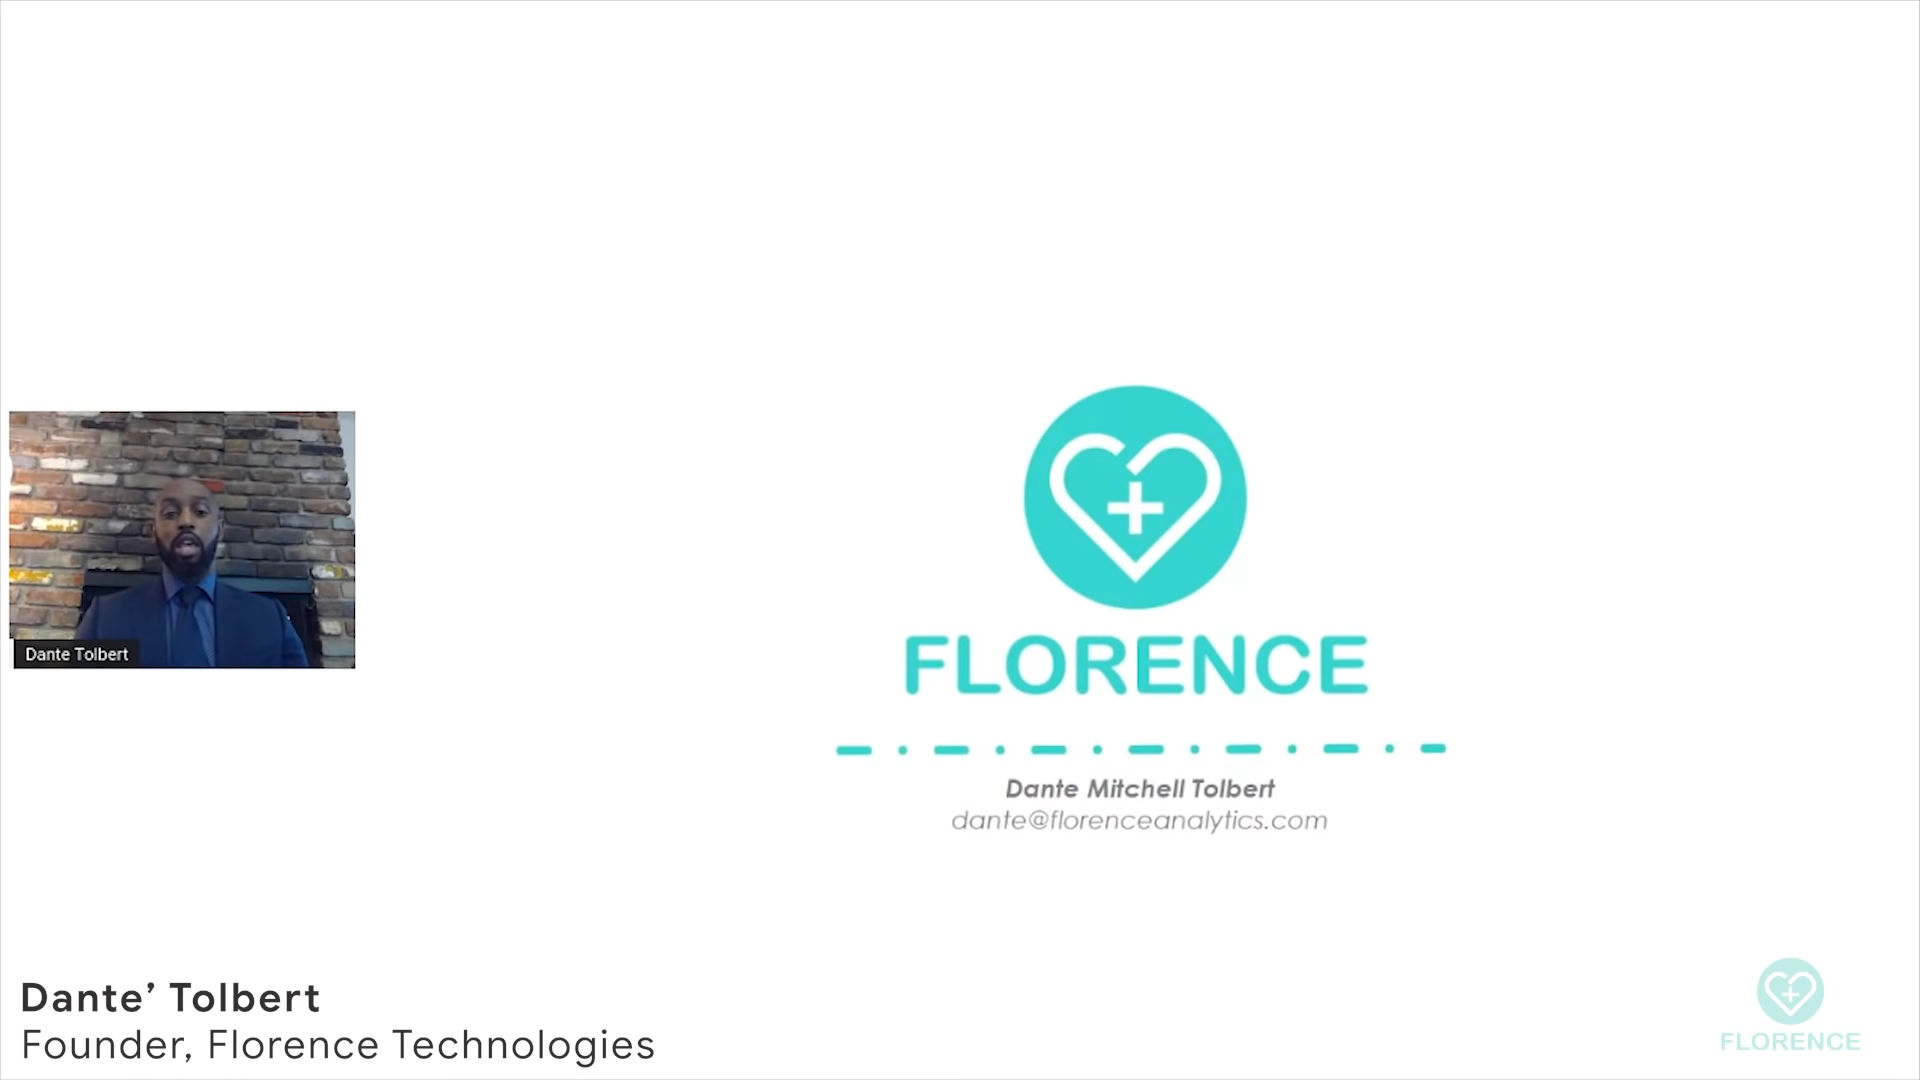 Dante Tolbert
FLORENCE
Dante Mitchell Tolbert
dante@florenceanalytics.com
Dante’ Tolbert
Founder, Florence Technologies
FLORENCE